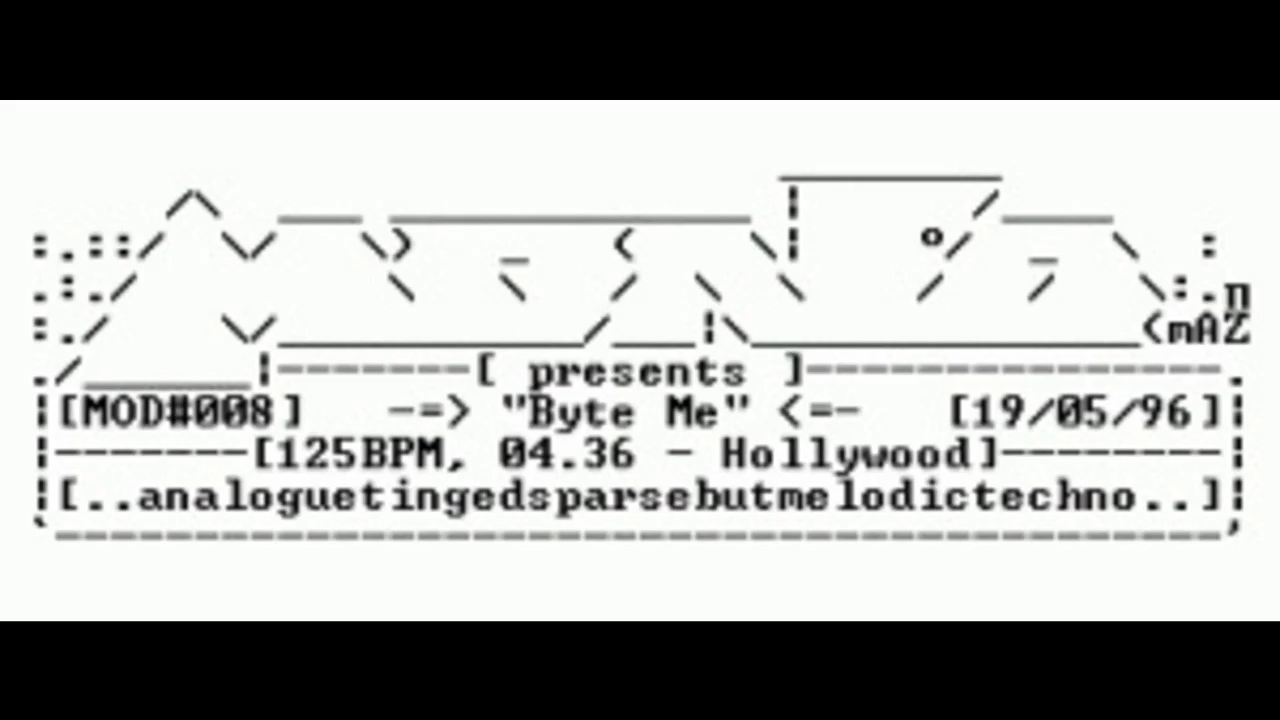 n
<mAZ
[ presents ]
[MOD#008] -=> "Byte Me" <=- [19/05/96]
[125BPM, 04.36 - Hollywood]
[..analoguetingedsparsebutmelodictechno..]